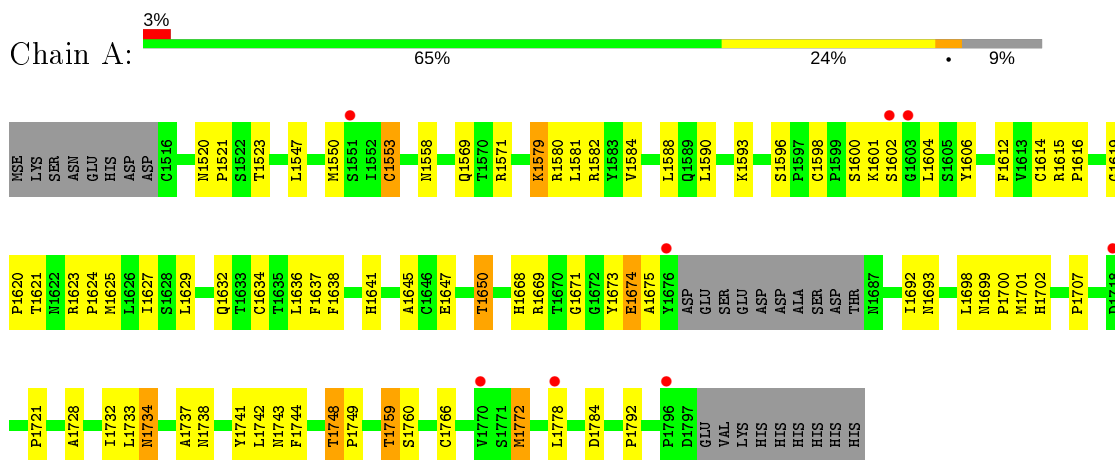 3%
Chain A:
65% 24% • 9%
MSE LYS SER ASN GLU HIS ASP ASP C1516 N1520 P1521 S1522 T1523 L1547 M1550 S1551 I1552 C1553 N1558 Q1569 T1570 R1571 K1579 R1580 L1581 R1582 Y1583 V1584 L1588 Q1589 L1590 K1593 S1596 P1597 C1598 P1599 S1600 K1601 S1602 G1603 L1604 S1605 Y1606 F1612 V1613 C1614 R1615 P1616 C1619
P1620 T1621 N1622 R1623 P1624 M1625 L1626 I1627 S1628 L1629 Q1632 T1633 C1634 T1635 L1636 F1637 F1638 H1641 A1645 C1646 E1647 T1650 H1668 R1669 T1670 G1671 G1672 Y1673 E1674 A1675 Y1676 ASP GLU SER GLU ASP ASP ALA SER ASP THR N1687 I1692 N1693 L1698 N1699 P1700 M1701 H1702 P1707 D1718
P1721 A1728 I1732 L1733 N1734 A1737 N1738 Y1741 L1742 N1743 F1744 T1748 P1749 T1759 S1760 C1766 V1770 S1771 M1772 L1778 D1784 P1792 P1796 D1797 GLU VAL LYS HIS HIS HIS HIS HIS HIS